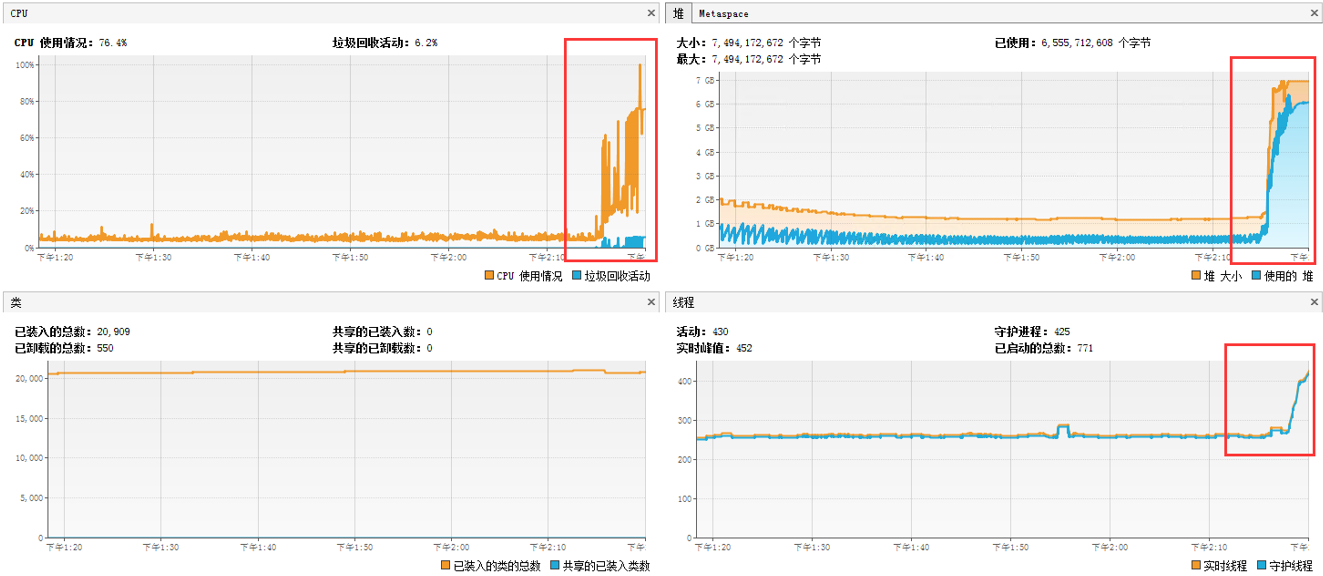 CPU
CPU 使用情况: 76.4%
垃圾回收活动: 6.2%
100%
80%
60%
40%
20%
0%
下午1:20
下午1:30
下午1:40
下午1:50
下午2:00
下午2:10
下午
CPU 使用情况
垃圾回收活动
堆
Metaspace
大小: 7,494,172,672 个字节
已使用: 6,555,712,608 个字节
最大: 7,494,172,672 个字节
7 GB
6 GB
5 GB
4 GB
3 GB
2 GB
1 GB
0 GB
下午1:20
下午1:30
下午1:40
下午1:50
下午2:00
下午2:10
下午
堆 大小
使用的 堆
类
已装入的总数: 20,909
共享的已装入数: 0
已卸载的总数: 550
共享的已卸载数: 0
20,000
15,000
10,000
5,000
0
下午1:20
下午1:30
下午1:40
下午1:50
下午2:00
下午2:10
下午
已装入的类的总数
共享的已装入类数
线程
活动: 430
守护进程: 425
实时峰值: 452
已启动的总数: 771
400
300
200
100
0
下午1:20
下午1:30
下午1:40
下午1:50
下午2:00
下午2:10
下午
实时线程
守护线程